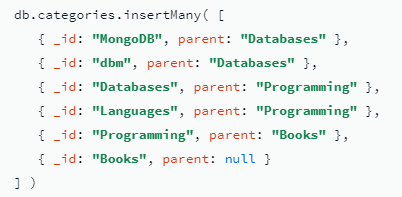 db.categories.insertMany( [
{ _id: "MongoDB", parent: "Databases" },
{ _id: "dbm", parent: "Databases" },
{ _id: "Databases", parent: "Programming" },
{ _id: "Languages", parent: "Programming" },
{ _id: "Programming", parent: "Books" },
{ _id: "Books", parent: null }
] )